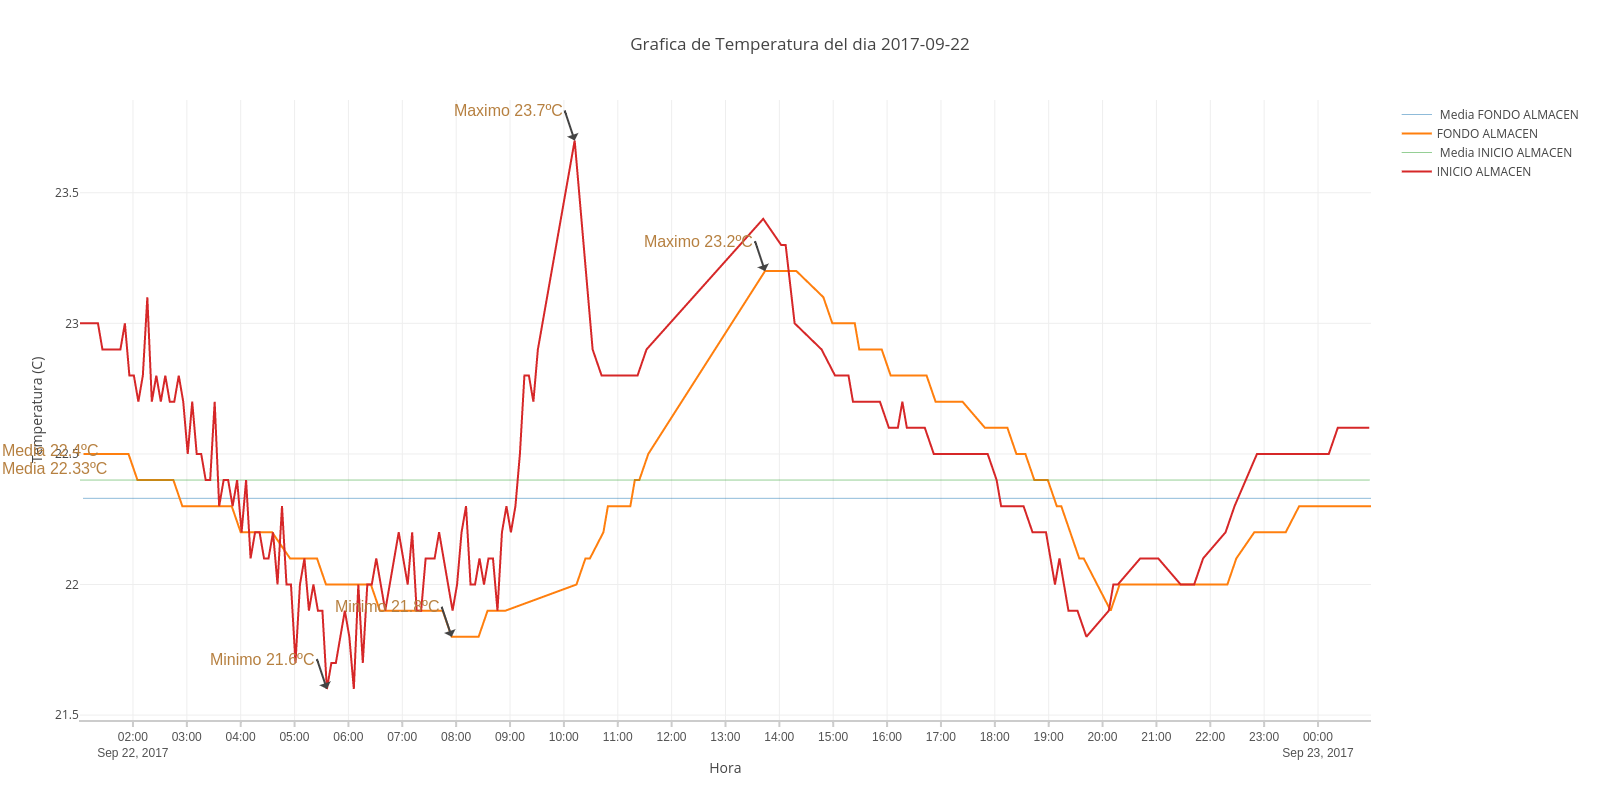 Grafica de Temperatura del dia 2017-09-22
Maximo 23.7ºC
Maximo 23.2ºC
Minimo 21.8ºC
Minimo 21.6ºC
Media 22.4ºC
Media 22.33ºC
Media FONDO ALMACEN
FONDO ALMACEN
Media INICIO ALMACEN
INICIO ALMACEN
Temperatura (C)
23.5
23
22.5
22
21.5
02:00 03:00 04:00 05:00 06:00 07:00 08:00 09:00 10:00 11:00 12:00 13:00 14:00 15:00 16:00 17:00 18:00 19:00 20:00 21:00 22:00 23:00 00:00
Sep 22, 2017 Sep 23, 2017
Hora